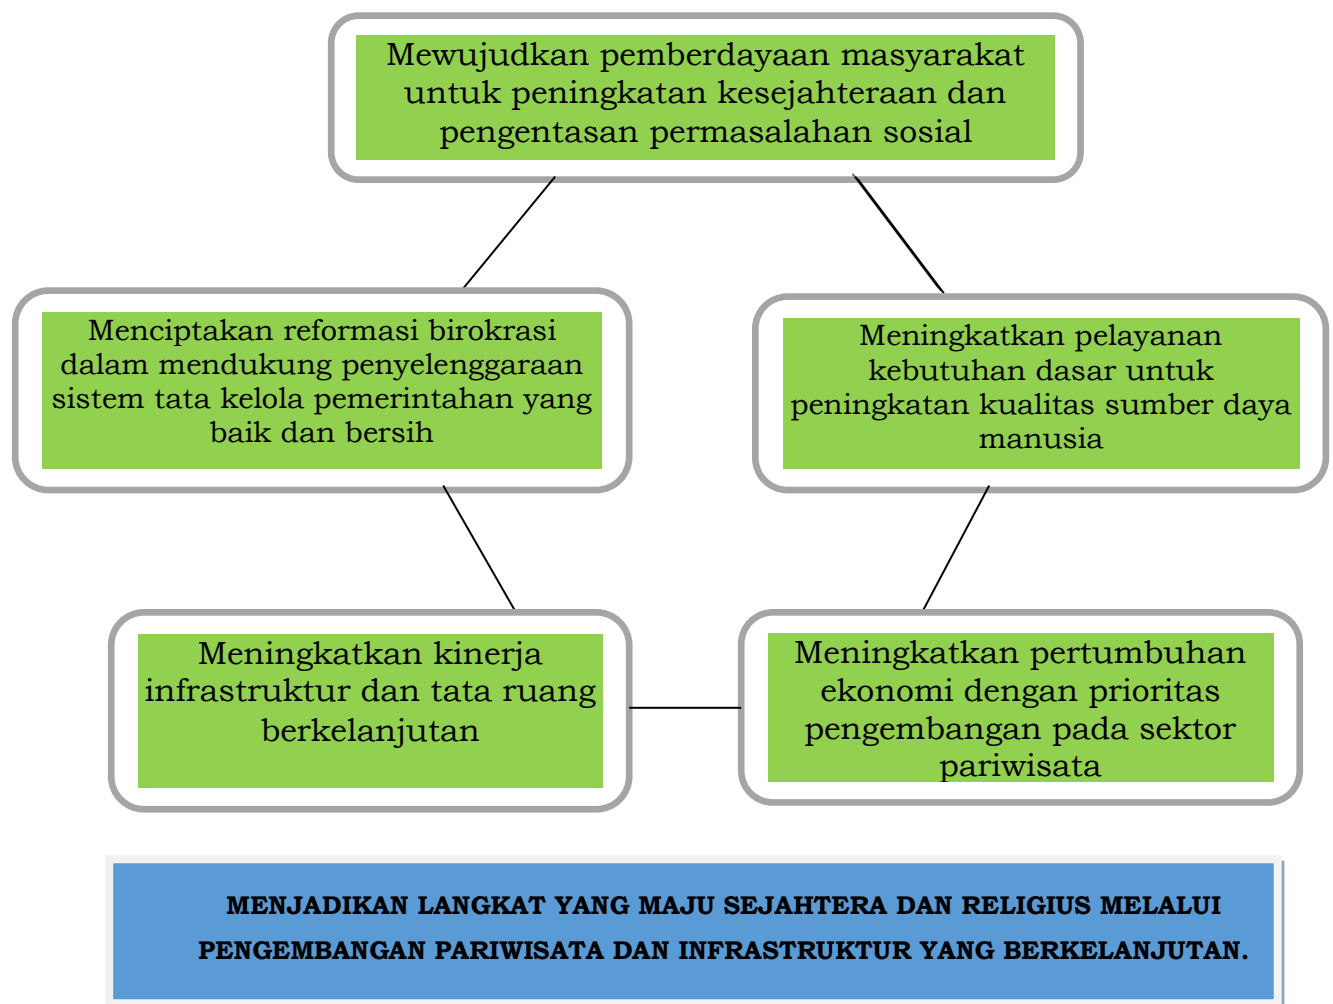 Mewujudkan pemberdayaan masyarakat
untuk peningkatan kesejahteraan dan
pengentasan permasalahan sosial
Menciptakan reformasi birokrasi
dalam mendukung penyelenggaraan
sistem tata kelola pemerintahan yang
baik dan bersih
Meningkatkan pelayanan
kebutuhan dasar untuk
peningkatan kualitas sumber daya
manusia
Meningkatkan kinerja
infrastruktur dan tata ruang
berkelanjutan
Meningkatkan pertumbuhan
ekonomi dengan prioritas
pengembangan pada sektor
pariwisata
MENJADIKAN LANGKAT YANG MAJU SEJAHTERA DAN RELIGIUS MELALUI
PENGEMBANGAN PARIWISATA DAN INFRASTRUKTUR YANG BERKELANJUTAN.